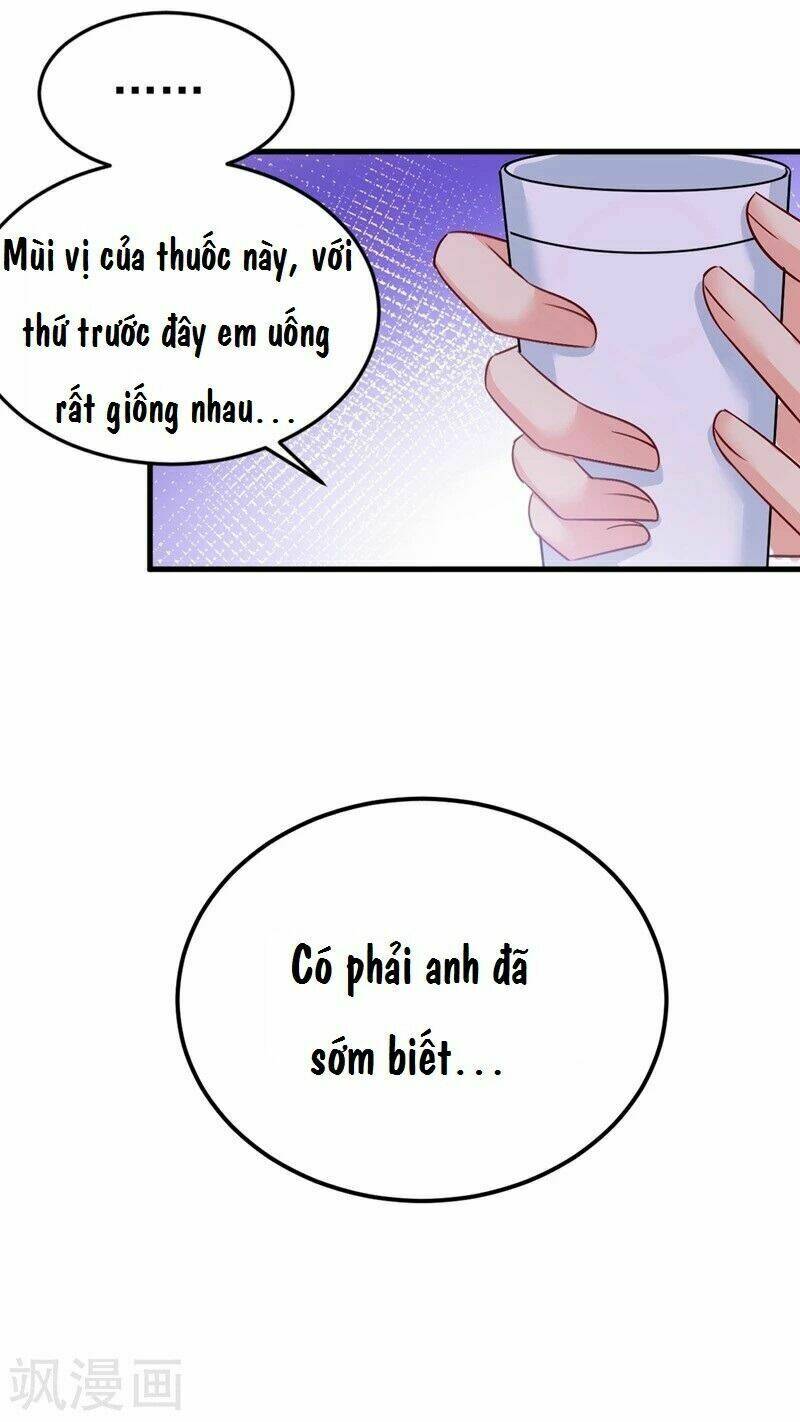 ......
Mùi vị của thuốc này, với
thứ trước đây em uống
rất giống nhau...
Có phải anh đã
sớm biết...
飒漫画